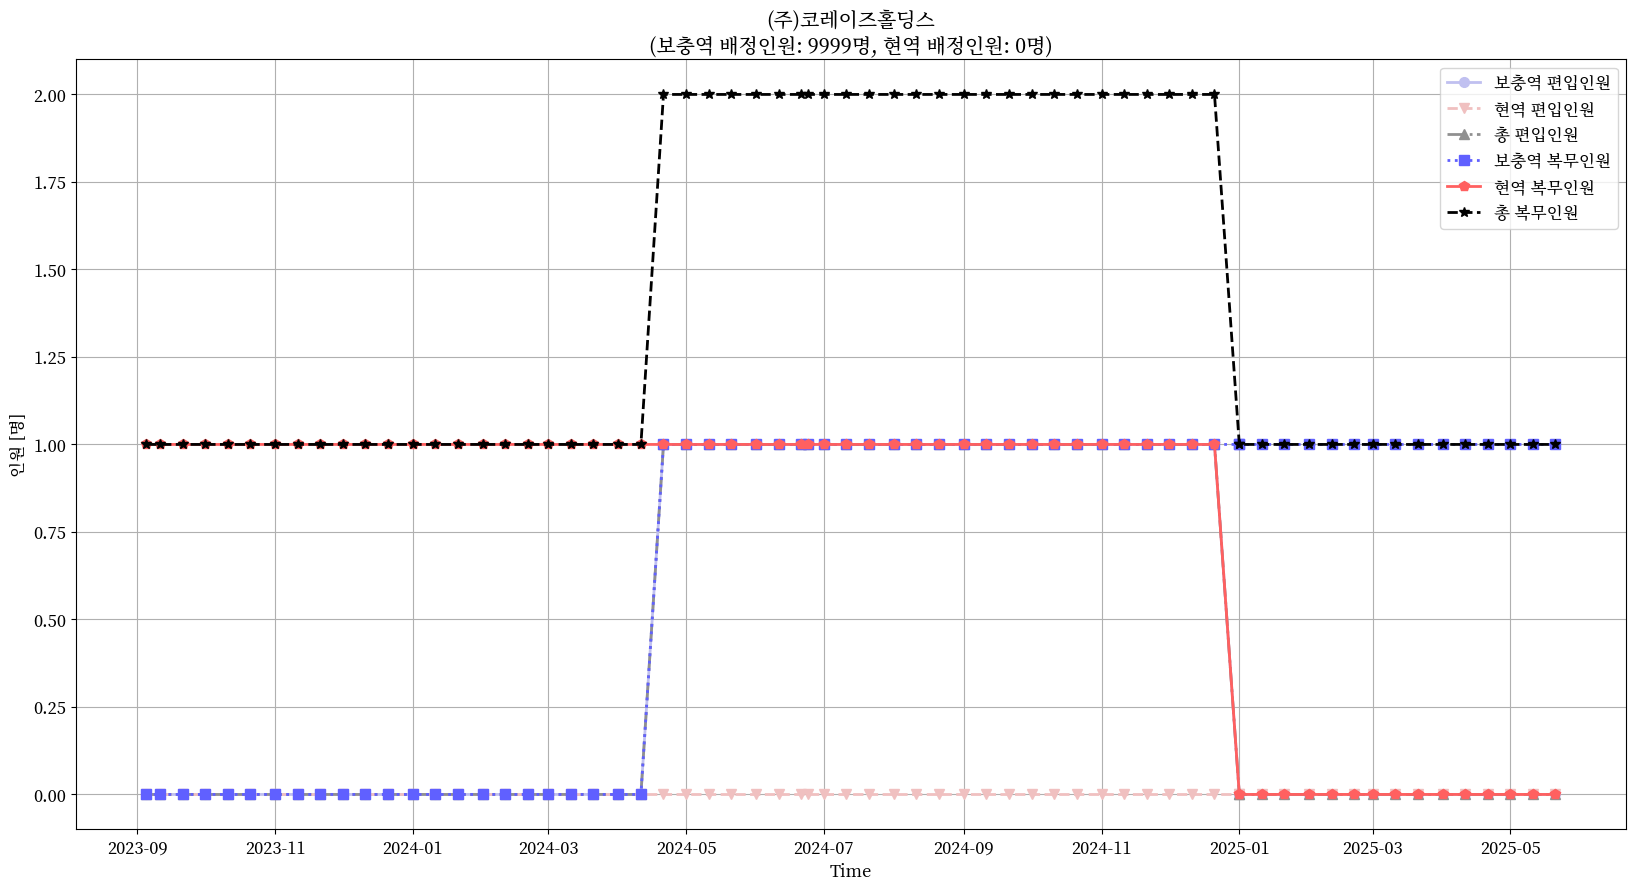 (주)코레이즈홀딩스
(보충역 배정인원: 9999명, 현역 배정인원: 0명)
2.00
1.75
1.50
1.25
1.00
0.75
0.50
0.25
0.00
인원 [명]
보충역 편입인원
현역 편입인원
총 편입인원
보충역 복무인원
현역 복무인원
총 복무인원
2023-09 2023-11 2024-01 2024-03 2024-05 2024-07 2024-09 2024-11 2025-01 2025-03 2025-05
Time